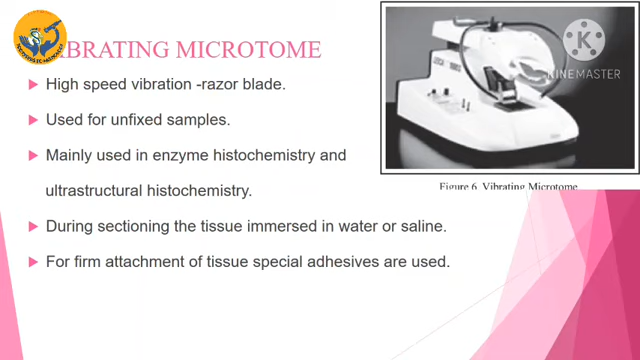 VIBRATING MICROTOME
High speed vibration -razor blade.
Used for unfixed samples.
Mainly used in enzyme histochemistry and
ultrastructural histochemistry.
During sectioning the tissue immersed in water or saline.
For firm attachment of tissue special adhesives are used.
K
KINEMASTER
Figure 6 Vibrating Microtome